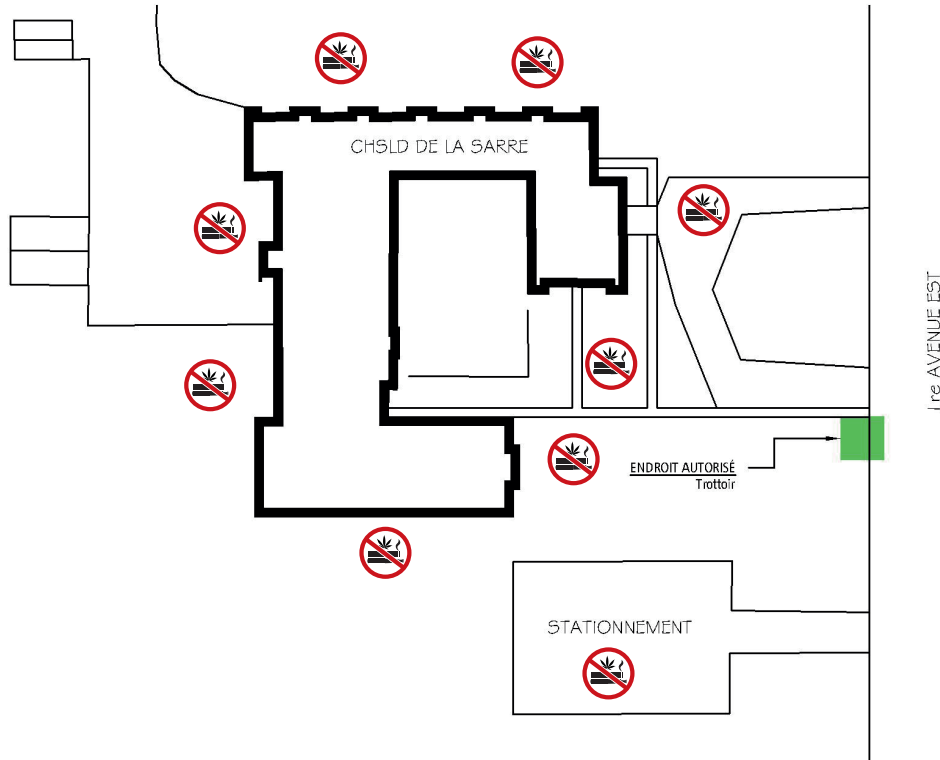 CHSLD DE LA SARRE
1re AVENUE EST
ENDROIT AUTORISÉ
Trottoir
STATIONNEMENT